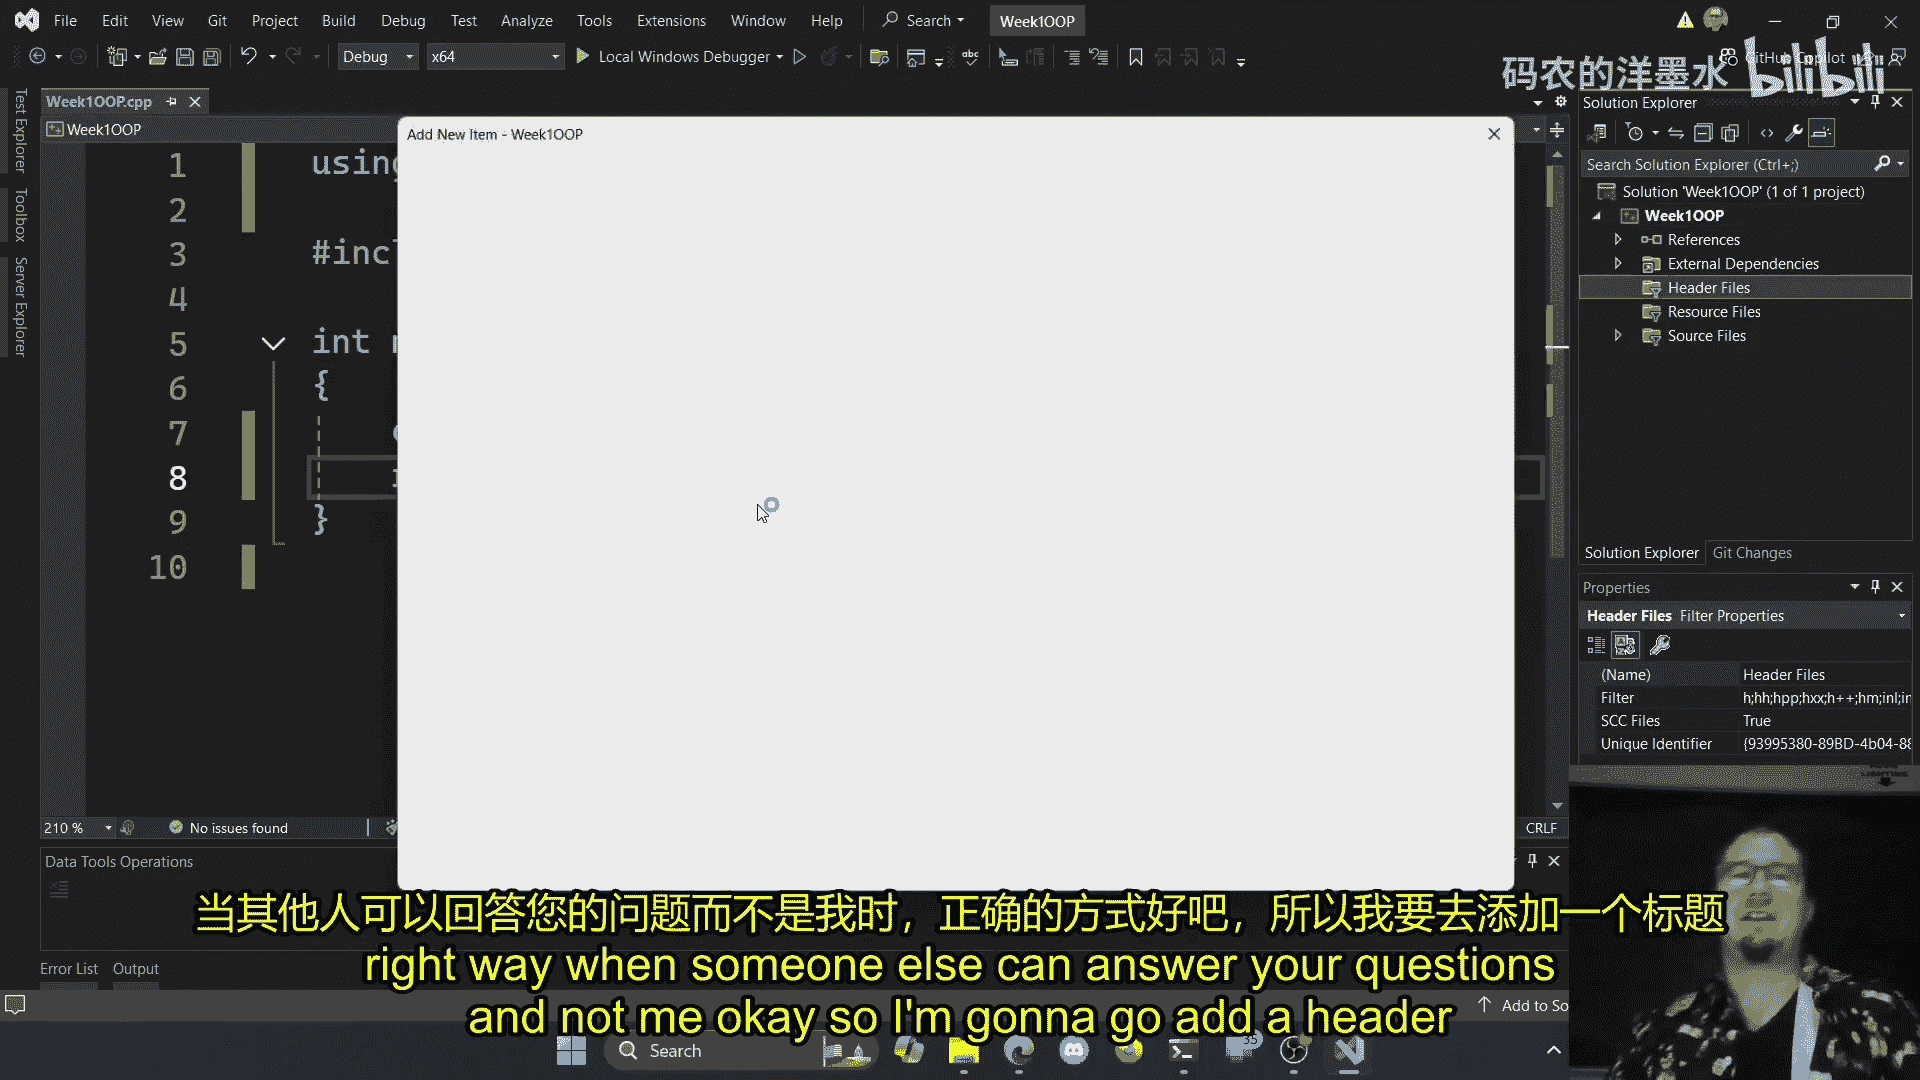 File Edit View Git Project Build Debug Test Analyze Tools Extensions Window Help Search Week1OOP
Debug x64 Local Windows Debugger
码农的洋墨水 bilibili
Week1OOP.cpp
Week1OOP
Test Explorer
Toolbox
Server Explorer
Add New Item - Week1OOP
1 using
2
3 #incl
4
5 int
6 {
7
8
9 }
10
Solution Explorer
Search Solution Explorer (Ctrl+;)
Solution 'Week1OOP' (1 of 1 project)
Week1OOP
References
External Dependencies
Header Files
Resource Files
Source Files
Solution Explorer Git Changes
Properties
Header Files Filter Properties
(Name) Header Files
Filter h;hh;hpp;hxx;h++;hm;inl;in
SCC Files True
Unique Identifier {93995380-89BD-4b04-88
210 % No issues found CRLF
Data Tools Operations
当其他人可以回答您的问题而不是我时，正确的方式好吧，所以我要去添加一个标题
right way when someone else can answer your questions
and not me okay so I'm gonna go add a header
Error List Output
Add to So
Search
35